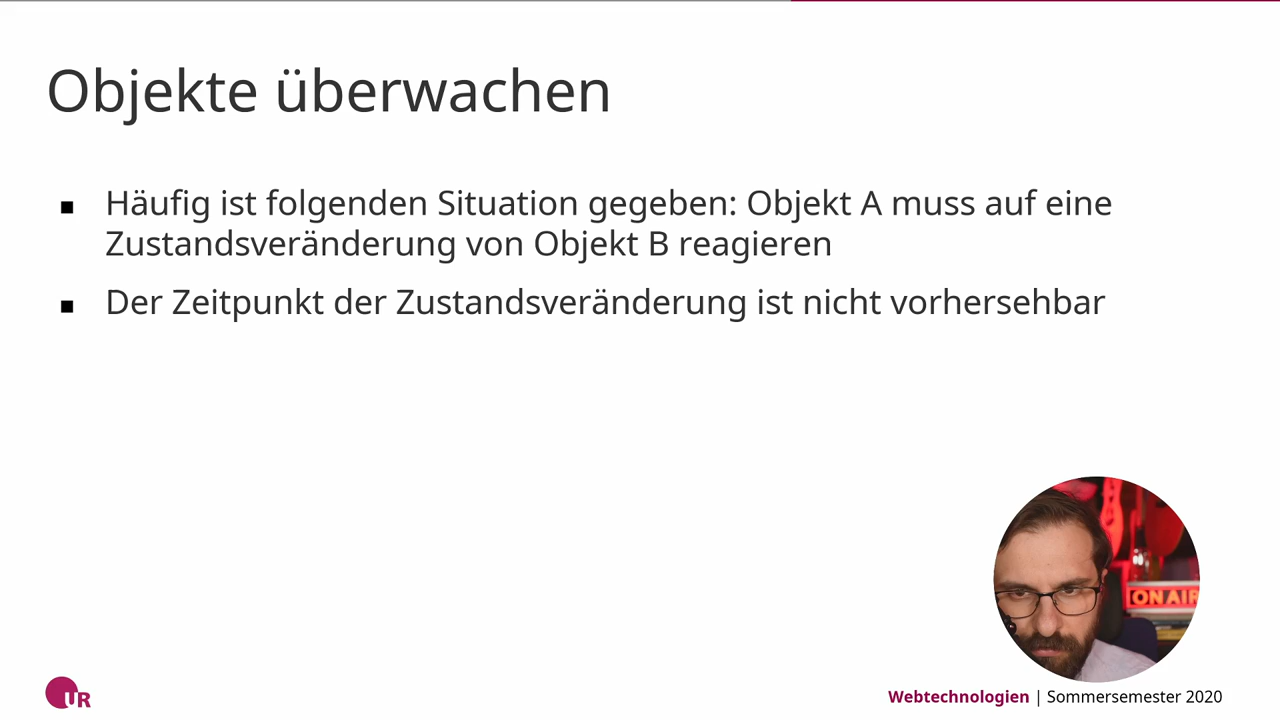 Objekte überwachen
Häufig ist folgenden Situation gegeben: Objekt A muss auf eine
Zustandsveränderung von Objekt B reagieren
Der Zeitpunkt der Zustandsveränderung ist nicht vorhersehbar
ON AIR
UR
Webtechnologien | Sommersemester 2020